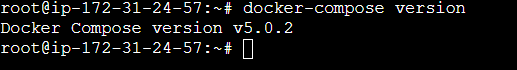 root@ip-172-31-24-57:~# docker-compose version
Docker Compose version v5.0.2
root@ip-172-31-24-57:~#